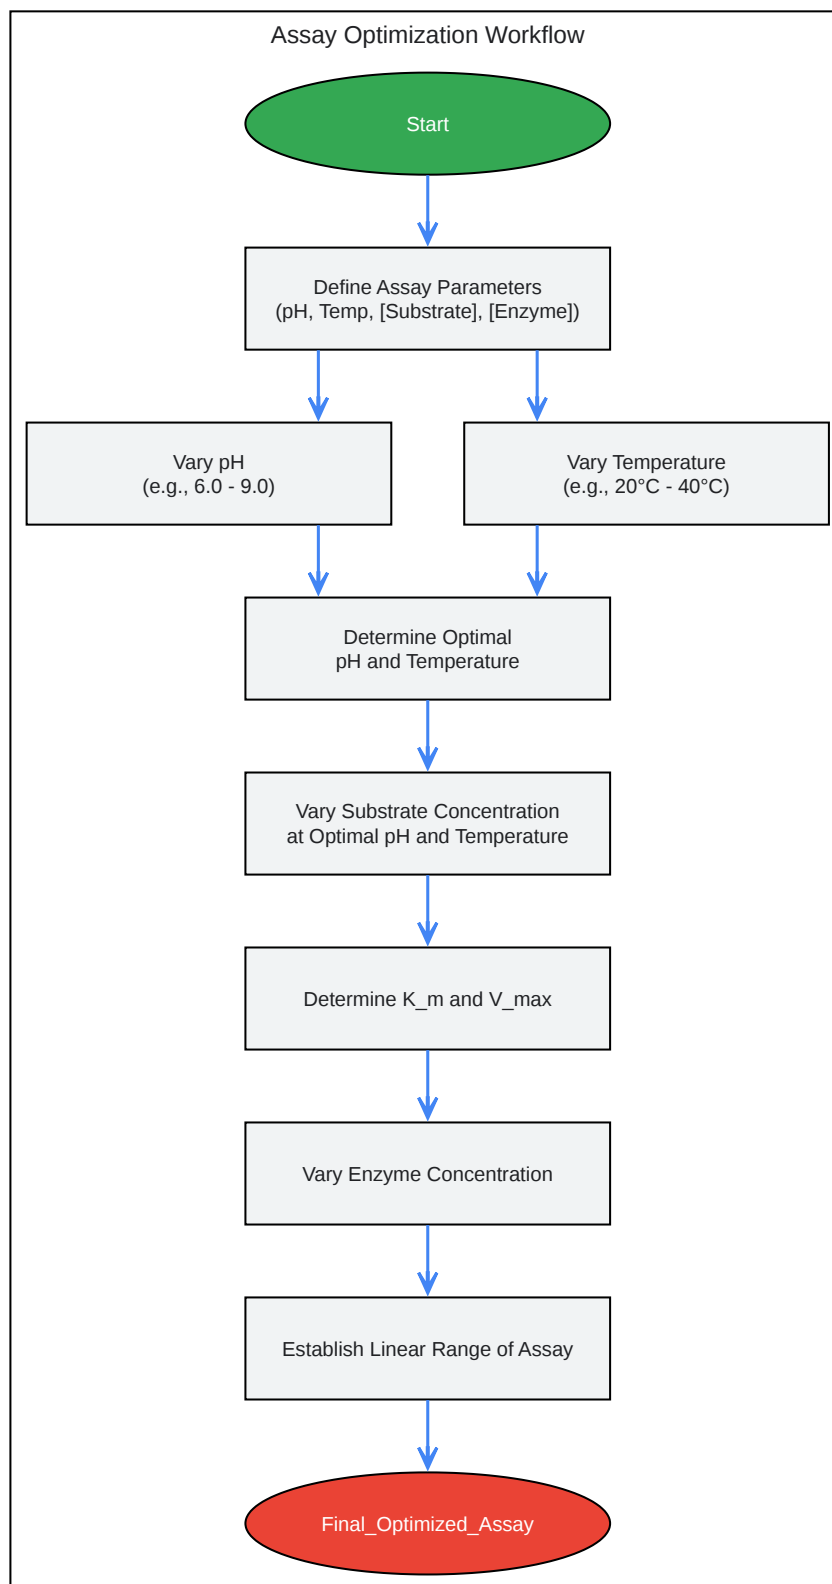 Assay Optimization Workflow
Start
Define Assay Parameters
(pH, Temp, [Substrate], [Enzyme])
Vary pH
(e.g., 6.0 - 9.0)
Vary Temperature
(e.g., 20°C - 40°C)
Determine Optimal
pH and Temperature
Vary Substrate Concentration
at Optimal pH and Temperature
Determine K_m and V_max
Vary Enzyme Concentration
Establish Linear Range of Assay
Final_Optimized_Assay